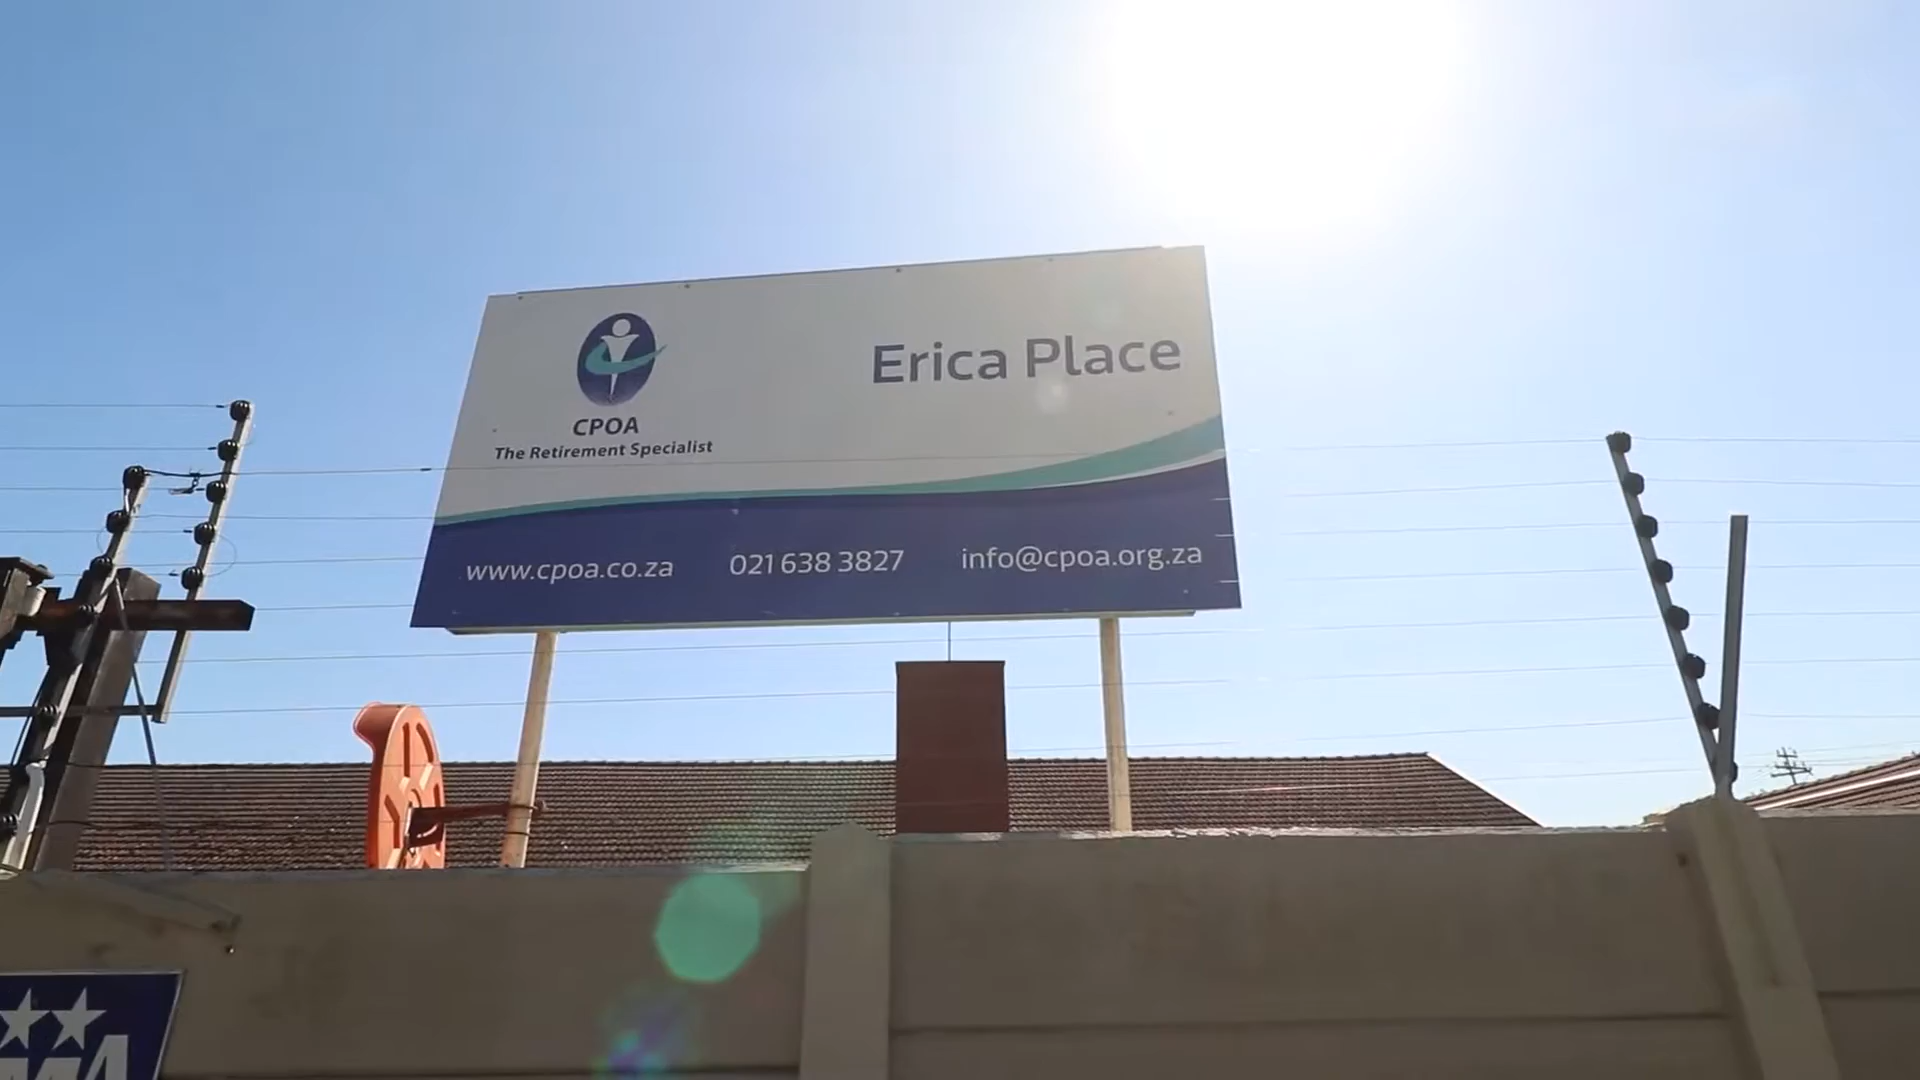 CPOA
The Retirement Specialist
Erica Place
www.cpoa.co.za 021 638 3827 info@cpoa.org.za